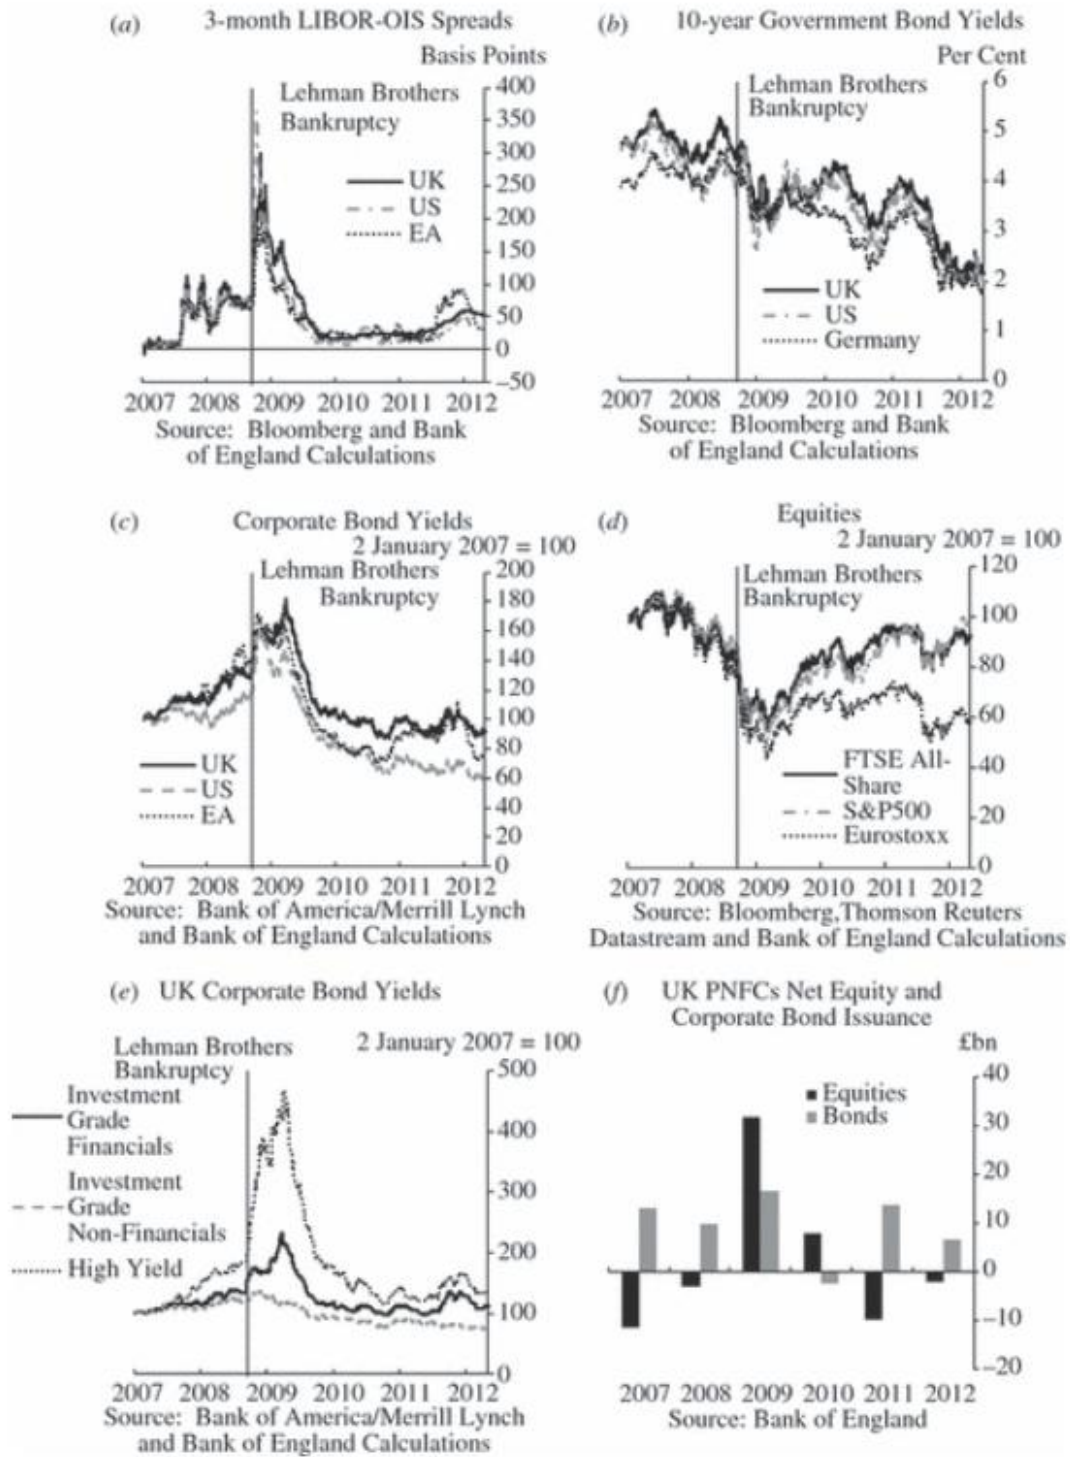 (a) 3-month LIBOR-OIS Spreads
Basis Points
Lehman Brothers
Bankruptcy
400
350
300
250
200
150
100
50
0
–50
UK
US
EA
2007 2008 2009 2010 2011 2012
Source: Bloomberg and Bank
of England Calculations
(b) 10-year Government Bond Yields
Per Cent
Lehman Brothers
Bankruptcy
6
5
4
3
2
1
0
UK
US
Germany
2007 2008 2009 2010 2011 2012
Source: Bloomberg and Bank
of England Calculations
(c) Corporate Bond Yields
2 January 2007 = 100
Lehman Brothers
Bankruptcy
200
180
160
140
120
100
80
60
40
20
0
UK
US
EA
2007 2008 2009 2010 2011 2012
Source: Bank of America/Merrill Lynch
and Bank of England Calculations
(d) Equities
2 January 2007 = 100
Lehman Brothers
Bankruptcy
120
100
80
60
40
20
0
FTSE All-
Share
S&P500
Eurostoxx
2007 2008 2009 2010 2011 2012
Source: Bloomberg,Thomson Reuters
Datastream and Bank of England Calculations
(e) UK Corporate Bond Yields
2 January 2007 = 100
Lehman Brothers
Bankruptcy
Investment
Grade
Financials
Investment
Grade
Non-Financials
High Yield
500
400
300
200
100
0
2007 2008 2009 2010 2011 2012
Source: Bank of America/Merrill Lynch
and Bank of England Calculations
(f) UK PNFCs Net Equity and
Corporate Bond Issuance
£bn
Equities
Bonds
40
30
20
10
0
–10
–20
2007 2008 2009 2010 2011 2012
Source: Bank of England